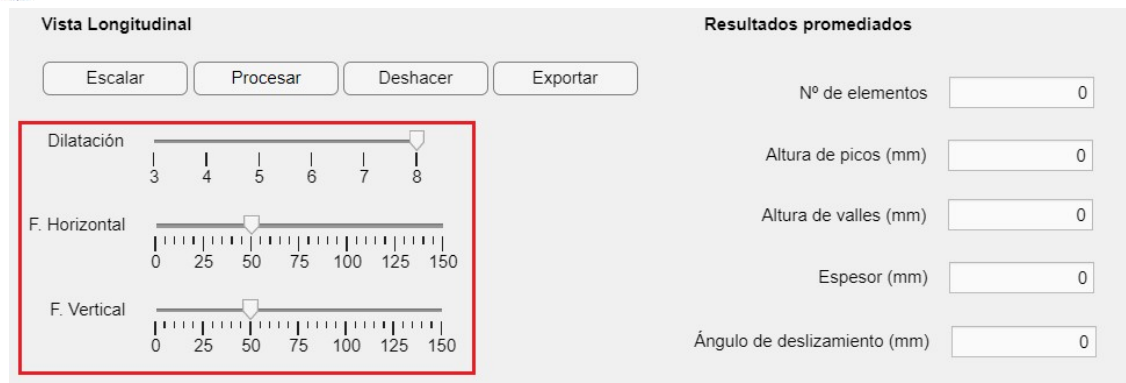 Vista Longitudinal
Escalar Procesar Deshacer Exportar
Dilatación
3 4 5 6 7 8
F. Horizontal
0 25 50 75 100 125 150
F. Vertical
0 25 50 75 100 125 150
Resultados promediados
Nº de elementos 0
Altura de picos (mm) 0
Altura de valles (mm) 0
Espesor (mm) 0
Ángulo de deslizamiento (mm) 0